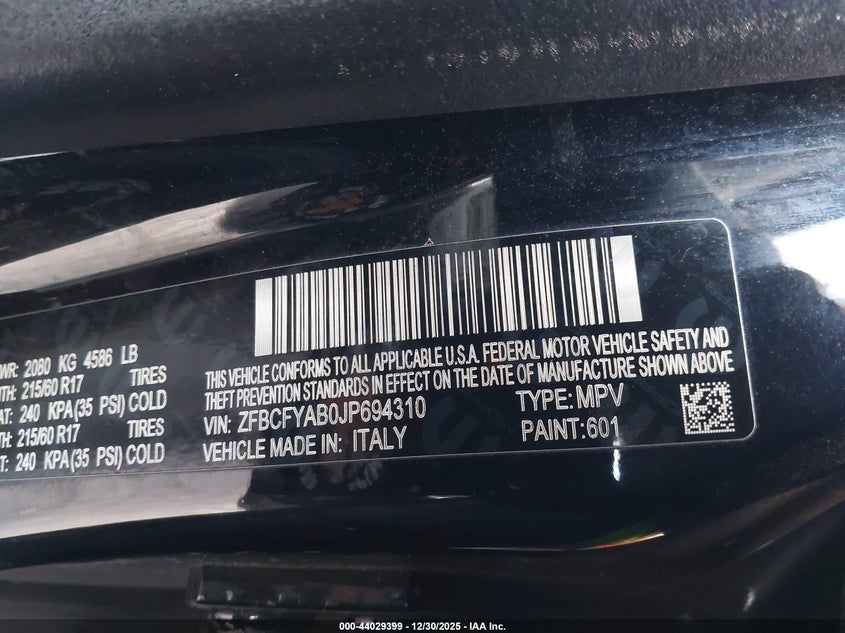 WR: 2080 KG 4586 LB
TH: 215/60 R17 TIRES
AT: 240 KPA(35 PSI) COLD
TH: 215/60 R17 TIRES
T: 240 KPA(35 PSI) COLD
THIS VEHICLE CONFORMS TO ALL APPLICABLE U.S.A. FEDERAL MOTOR VEHICLE SAFETY AND
THEFT PREVENTION STANDARDS IN EFFECT ON THE DATE OF MANUFACTURE SHOWN ABOVE
VIN: ZFBCFYAB0JP694310 TYPE: MPV
VEHICLE MADE IN: ITALY PAINT:601
000-44029399 - 12/30/2025 - IAA Inc.